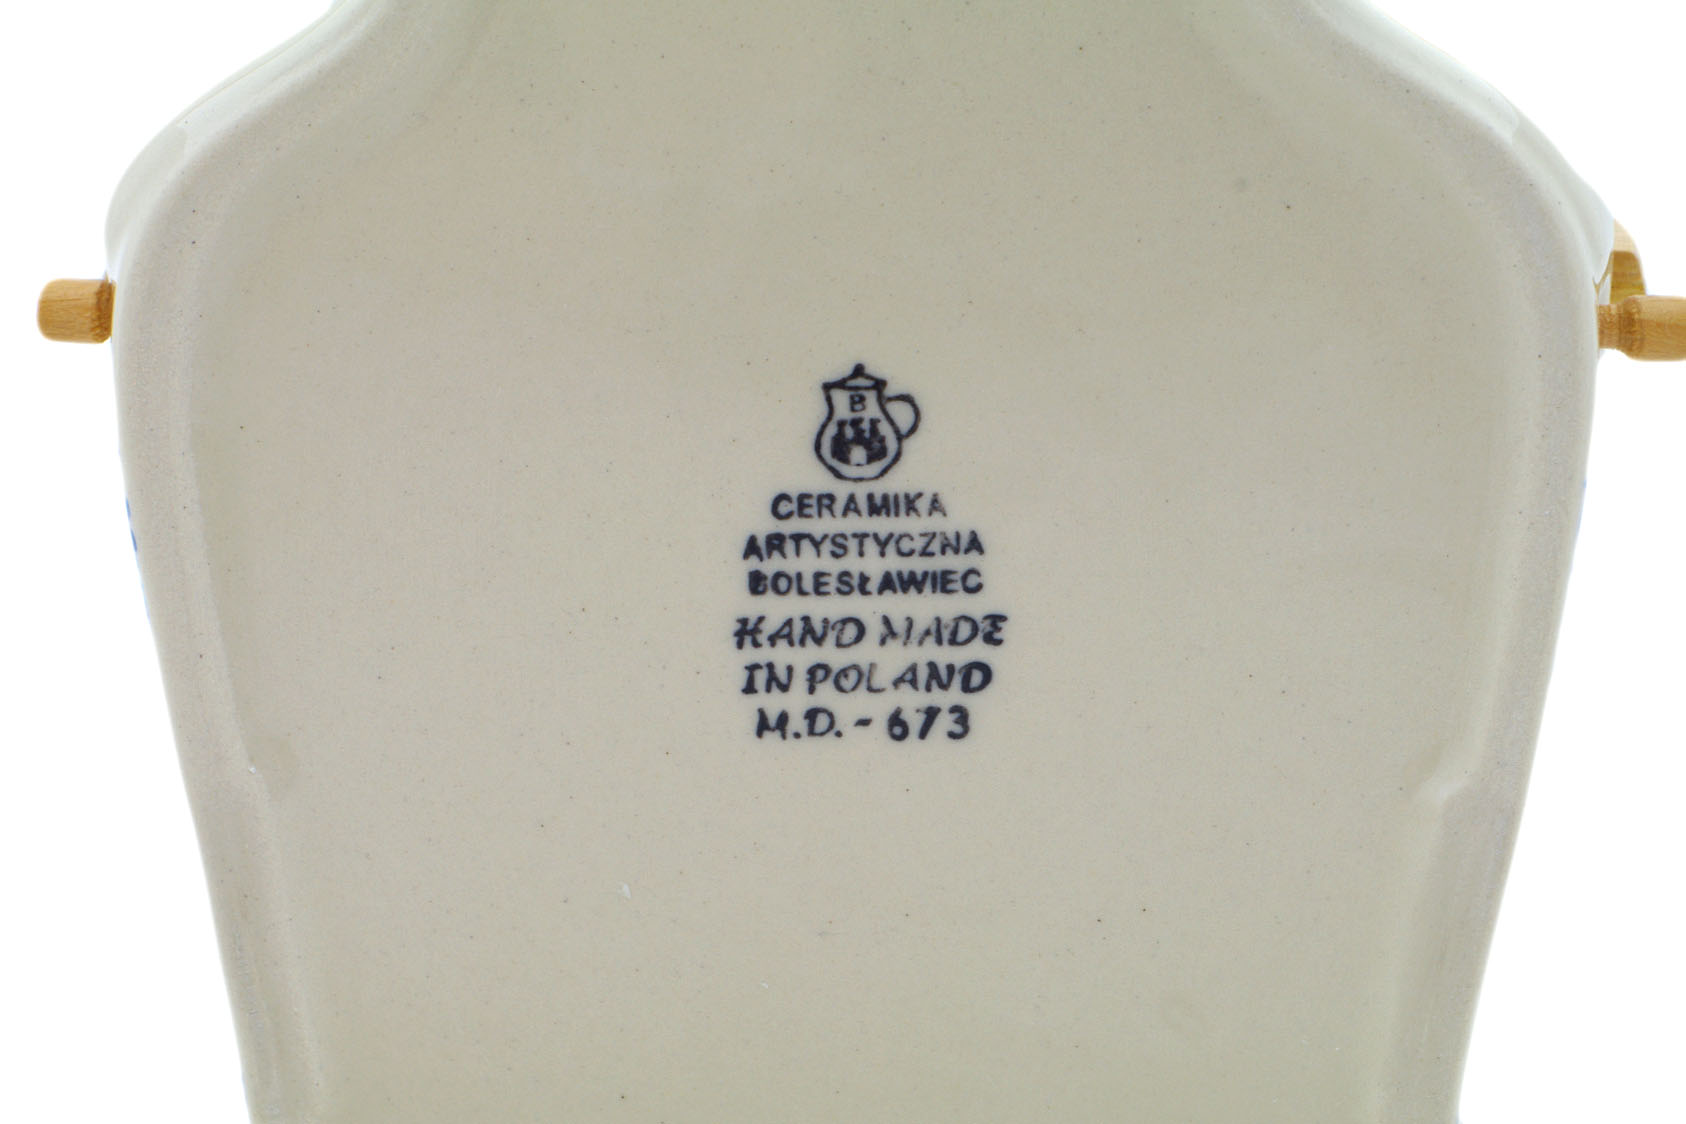 B
CERAMIKA
ARTYSTYCZNA
BOLESŁAWIEC
HAND MADE
IN POLAND
M.D. - 673